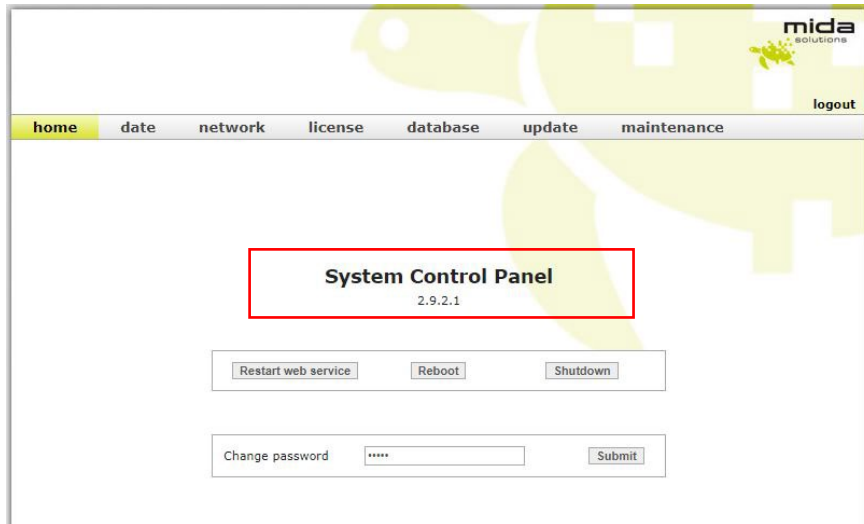 mida
solutions
logout
home date network license database update maintenance
System Control Panel
2.9.2.1
Restart web service Reboot Shutdown
Change password ••••• Submit